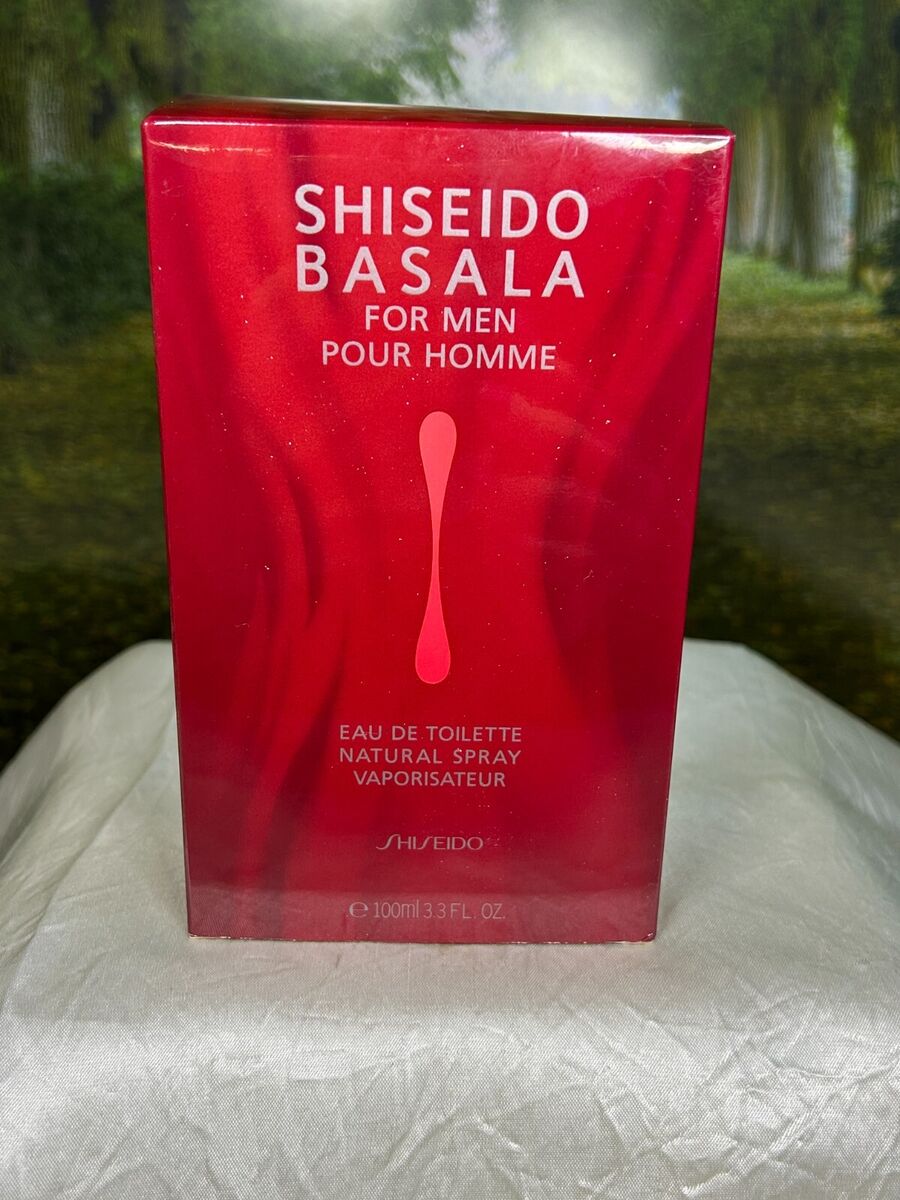 SHISEIDO
BASALA
FOR MEN
POUR HOMME
EAU DE TOILETTE
NATURAL SPRAY
VAPORISATEUR
SHISEIDO
℮ 100ml 3.3 FL. OZ.